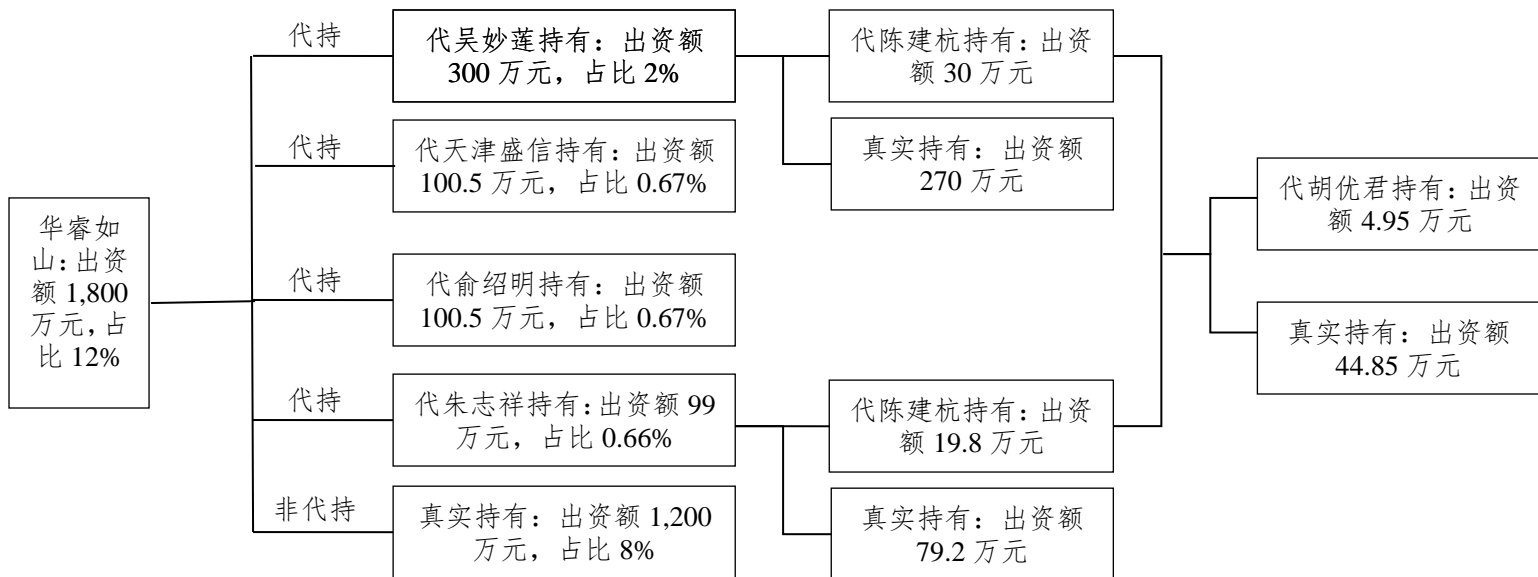 华睿如
山：出资
额 1,800
万元，占
比 12%
代持
代吴妙莲持有：出资额
300 万元，占比 2%
代持
代天津盛信持有：出资额
100.5 万元，占比 0.67%
代持
代俞绍明持有：出资额
100.5 万元，占比 0.67%
代持
代朱志祥持有：出资额 99
万元，占比 0.66%
非代持
真实持有：出资额 1,200
万元，占比 8%
代陈建杭持有：出资
额 30 万元
真实持有：出资额
270 万元
代陈建杭持有：出资
额 19.8 万元
真实持有：出资额
79.2 万元
代胡优君持有：出资
额 4.95 万元
真实持有：出资额
44.85 万元